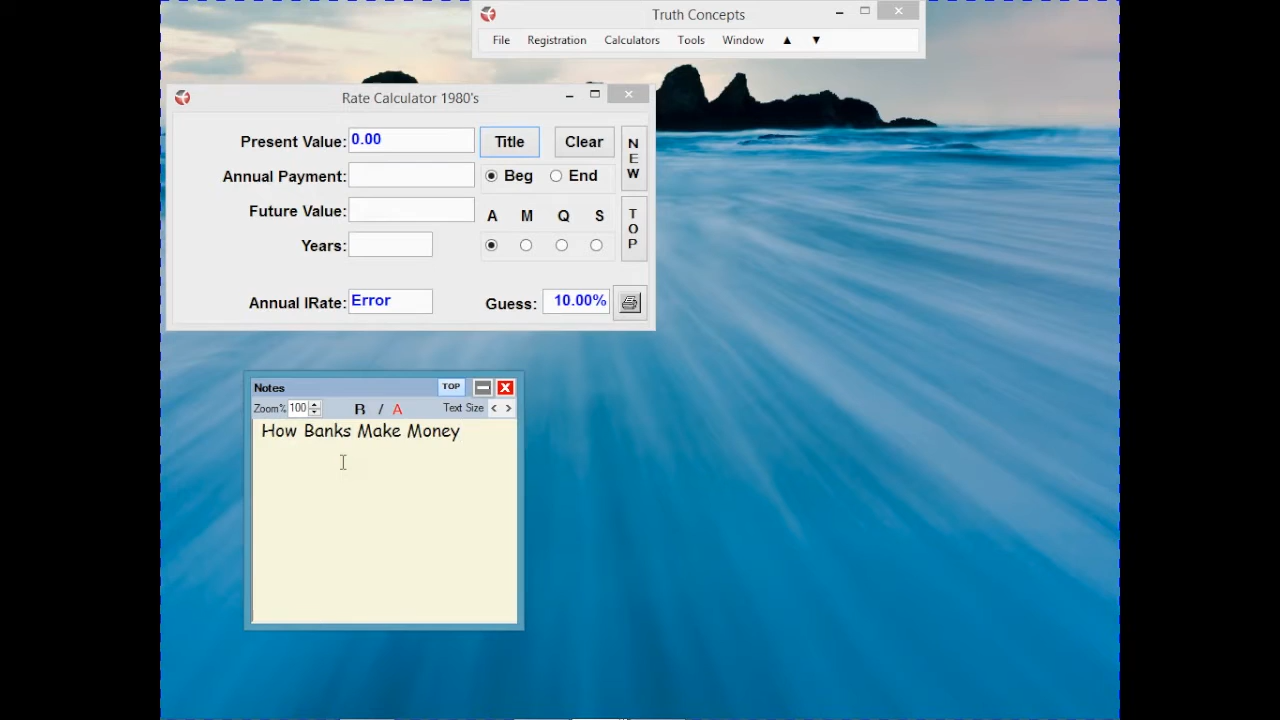 Truth Concepts
File Registration Calculators Tools Window ▲ ▼
Rate Calculator 1980's
Present Value: 0.00 Title Clear
Annual Payment: Beg End
Future Value: A M Q S
Years:
Annual IRate: Error Guess: 10.00%
NEW
TOP
Notes TOP
Zoom% 100 B / A Text Size < >
How Banks Make Money